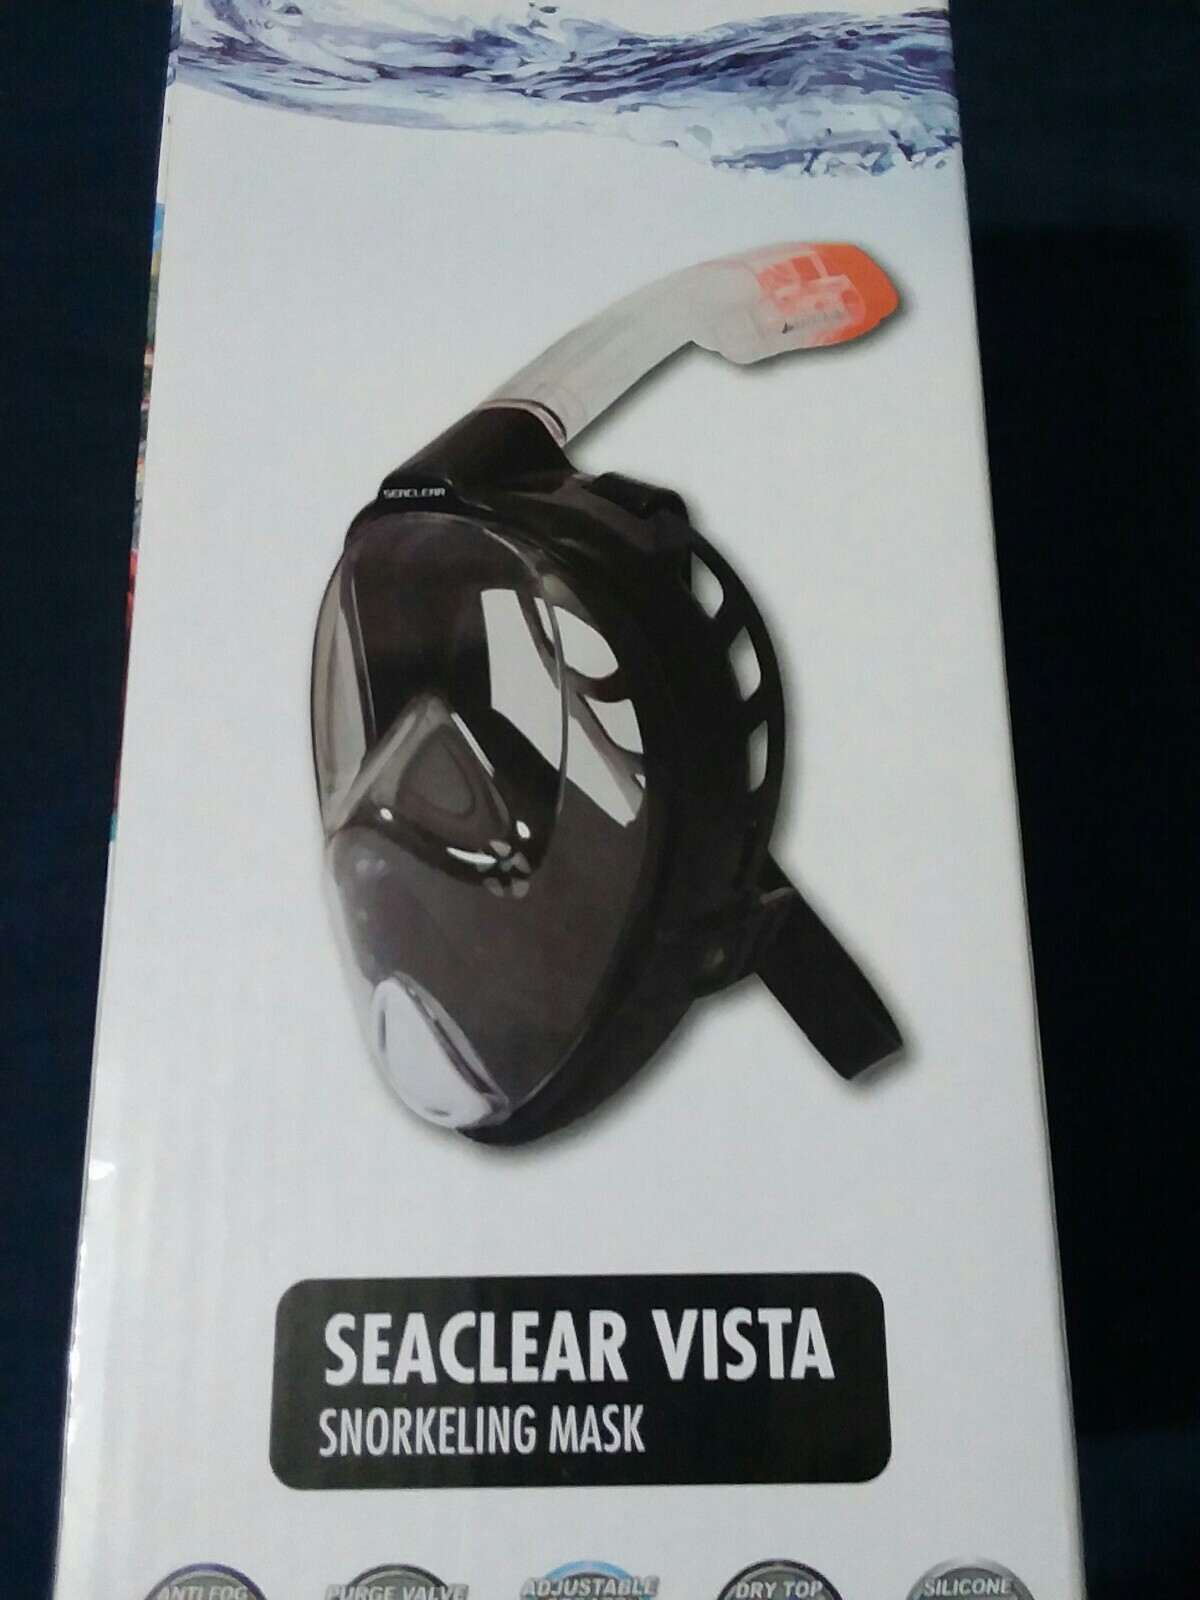 SEACLEAR
SEACLEAR VISTA
SNORKELING MASK
ANTI FOG
PURGE VALVE
ADJUSTABLE
DRY TOP
SILICONE